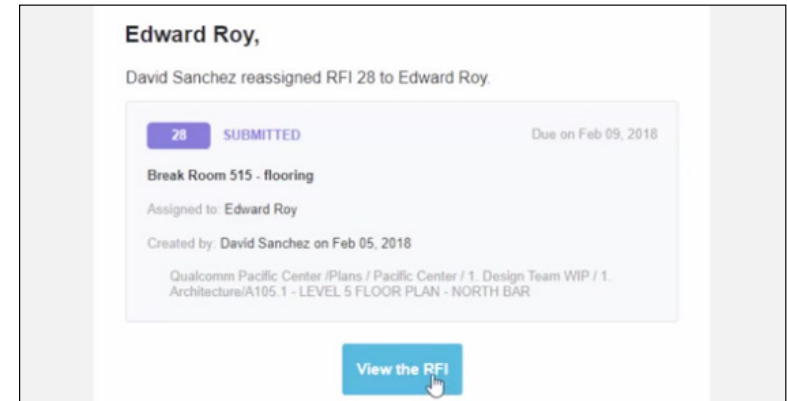 Edward Roy,
David Sanchez reassigned RFI 28 to Edward Roy.
28 SUBMITTED Due on Feb 09, 2018
Break Room 515 - flooring
Assigned to: Edward Roy
Created by: David Sanchez on Feb 05, 2018
Qualcomm Pacific Center /Plans / Pacific Center / 1. Design Team WIP / 1.
Architecture/A105.1 - LEVEL 5 FLOOR PLAN - NORTH BAR
View the RFI